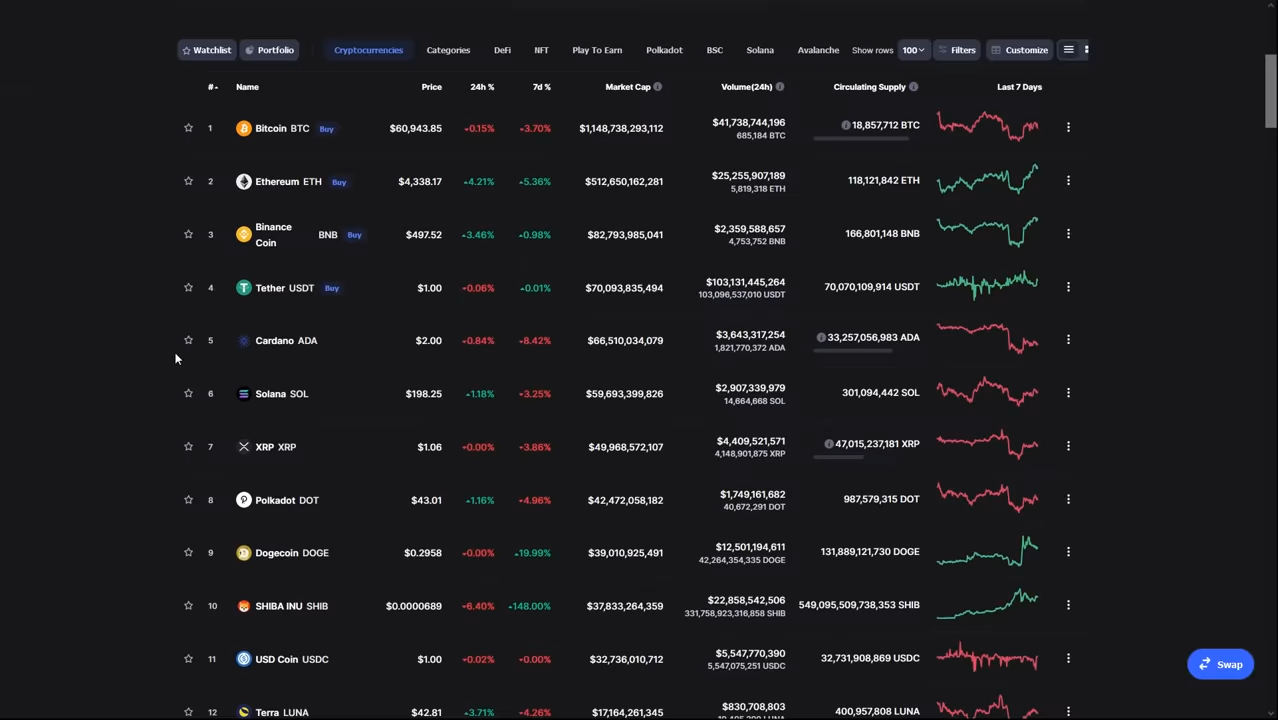 Watchlist Portfolio Cryptocurrencies Categories DeFi NFT Play To Earn Polkadot BSC Solana Avalanche Show rows 100 Filters Customize
# Name Price 24h % 7d % Market Cap Volume(24h) Circulating Supply Last 7 Days
1 Bitcoin BTC Buy $60,943.85 0.15% 3.70% $1,148,738,293,112 $41,738,744,196 18,857,712 BTC
685,184 BTC
2 Ethereum ETH Buy $4,338.17 4.21% 5.36% $512,650,162,281 $25,255,907,189 118,121,842 ETH
5,819,318 ETH
3 Binance Coin BNB Buy $497.52 3.46% 0.98% $82,793,985,041 $2,359,588,657 166,801,148 BNB
4,753,752 BNB
4 Tether USDT Buy $1.00 0.06% 0.01% $70,093,835,494 $103,131,445,264 70,070,109,914 USDT
103,096,537,010 USDT
5 Cardano ADA $2.00 0.84% 8.42% $66,510,034,079 $3,643,317,254 33,257,056,983 ADA
1,821,770,372 ADA
6 Solana SOL $198.25 1.18% 3.25% $59,693,399,826 $2,907,339,979 301,094,442 SOL
14,664,668 SOL
7 XRP XRP $1.06 0.00% 3.86% $49,968,572,107 $4,409,521,571 47,015,237,181 XRP
4,148,901,875 XRP
8 Polkadot DOT $43.01 1.16% 4.96% $42,472,058,182 $1,749,161,682 987,579,315 DOT
40,672,291 DOT
9 Dogecoin DOGE $0.2958 0.00% 19.99% $39,010,925,491 $12,501,194,611 131,889,121,730 DOGE
42,264,354,335 DOGE
10 SHIBA INU SHIB $0.0000689 6.40% 148.00% $37,833,264,359 $22,858,542,506 549,095,509,738,353 SHIB
331,758,923,316,858 SHIB
11 USD Coin USDC $1.00 0.02% 0.00% $32,736,010,712 $5,547,770,390 32,731,908,869 USDC
5,547,075,251 USDC
Swap
12 Terra LUNA $42.81 3.71% 4.26% $17,164,261,345 $830,708,803 400,957,808 LUNA